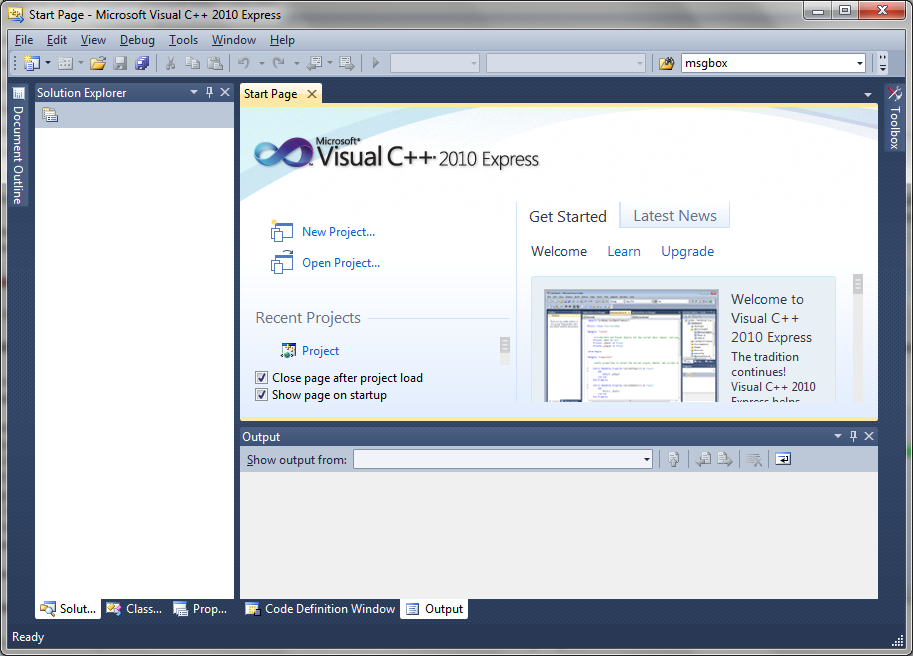 Start Page - Microsoft Visual C++ 2010 Express
File Edit View Debug Tools Window Help
msgbox
Document Outline
Solution Explorer
Start Page
Toolbox
Microsoft®
Visual C++ 2010 Express
New Project...
Open Project...
Recent Projects
Project
Close page after project load
Show page on startup
Get Started Latest News
Welcome Learn Upgrade
Welcome to
Visual C++
2010 Express
The tradition
continues!
Visual C++ 2010
Express helps
Output
Show output from:
Solut... Class... Prop... Code Definition Window Output
Ready